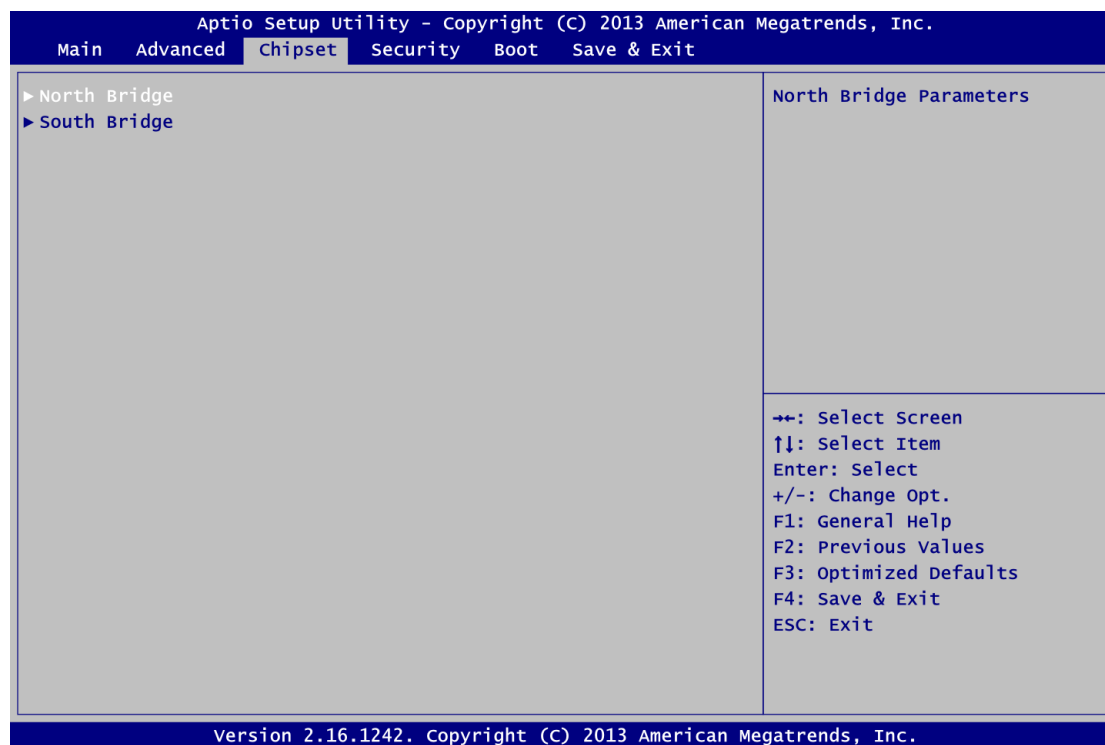 Aptio Setup Utility - Copyright (C) 2013 American Megatrends, Inc.
Main Advanced Chipset Security Boot Save & Exit
▶ North Bridge
▶ South Bridge
North Bridge Parameters
→←: Select Screen
↑↓: Select Item
Enter: Select
+/-: Change Opt.
F1: General Help
F2: Previous Values
F3: Optimized Defaults
F4: Save & Exit
ESC: Exit
Version 2.16.1242. Copyright (C) 2013 American Megatrends, Inc.